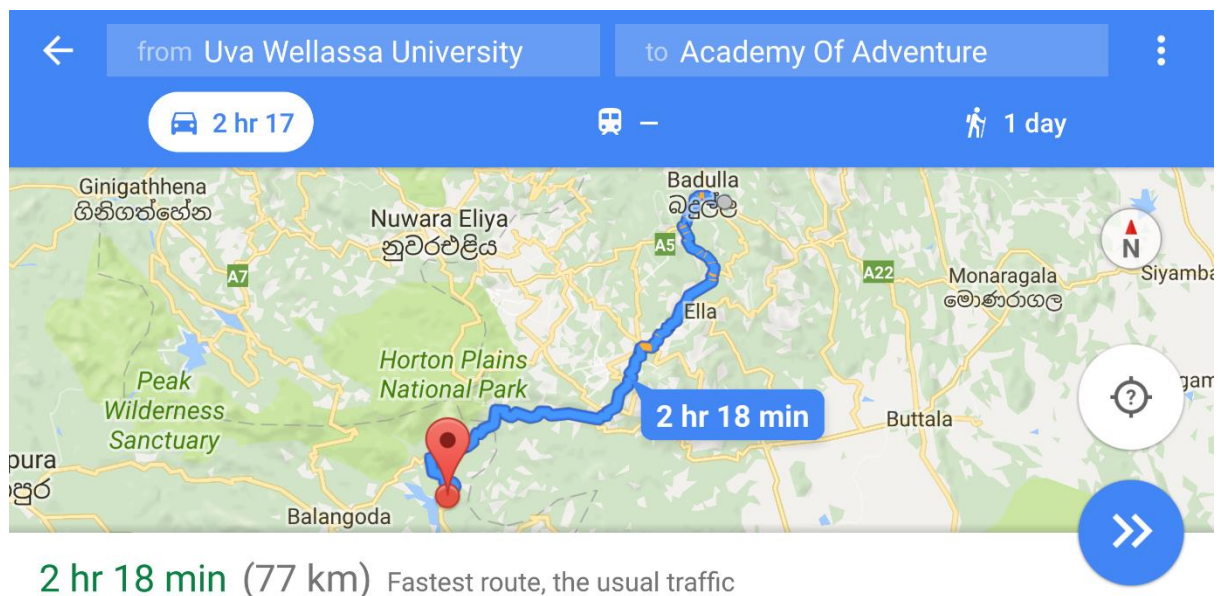 from Uva Wellassa University to Academy Of Adventure
2 hr 17 – 1 day
Ginigathhena
ගිනිගත්හේන
Badulla
බදුල්ල
Nuwara Eliya
නුවරඑළිය
A5
N
A7
A22
Monaragala
මොණරාගල
Siyamba
Ella
Horton Plains
National Park
Peak
Wilderness
Sanctuary
?
gam
2 hr 18 min
Buttala
pura
පුර
Balangoda
2 hr 18 min (77 km) Fastest route, the usual traffic